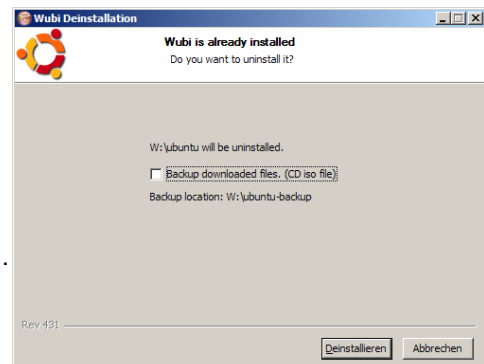 Wubi Deinstallation
Wubi is already installed
Do you want to uninstall it?
W:\ubuntu will be uninstalled.
Backup downloaded files. (CD iso file)
Backup location: W:\ubuntu-backup
.
Rev 431
Deinstallieren Abbrechen